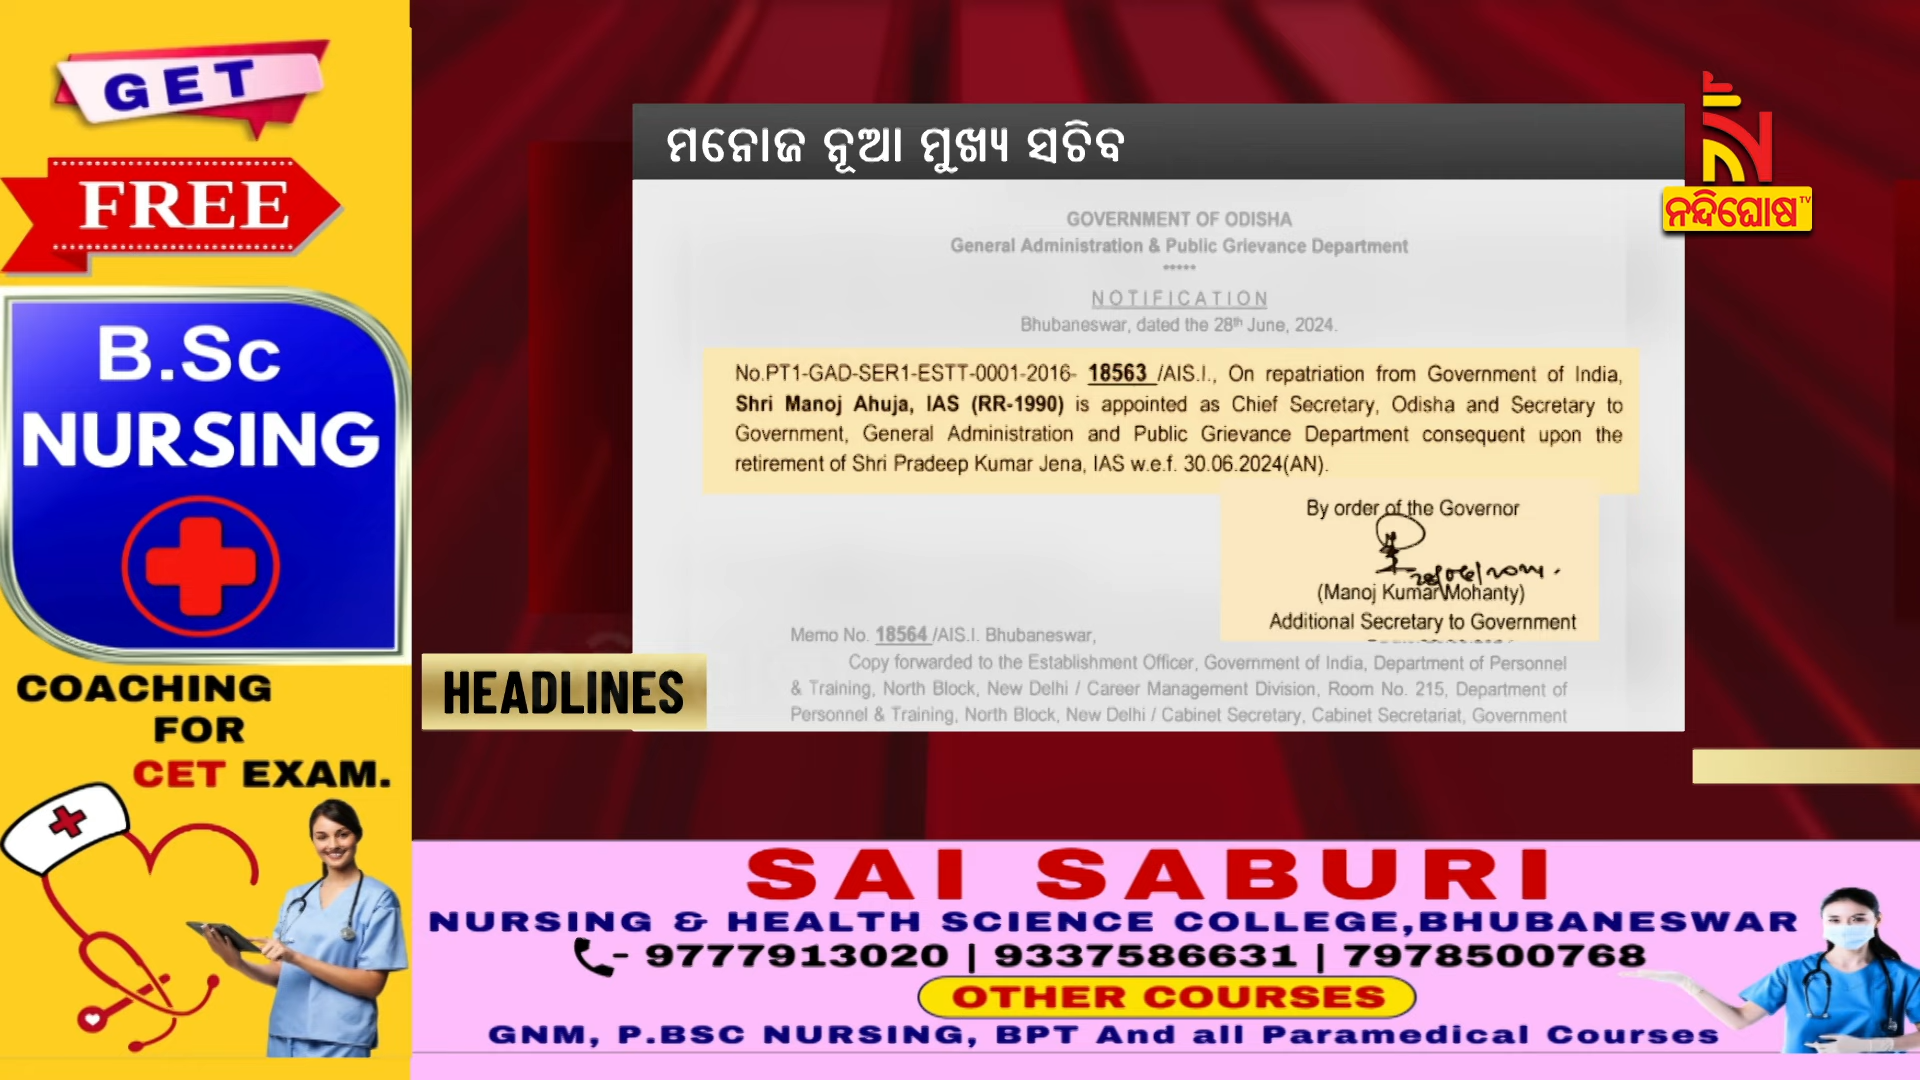 GET
FREE
B.Sc
NURSING
COACHING
FOR
CET EXAM.
ମନୋଜ ନୂଆ ମୁଖ୍ୟ ସଚିବ
ନନ୍ଦିଘୋଷ TV
GOVERNMENT OF ODISHA
General Administration & Public Grievance Department
*****
NOTIFICATION
Bhubaneswar, dated the 28th June, 2024.
No.PT1-GAD-SER1-ESTT-0001-2016- 18563 /AIS.I., On repatriation from Government of India,
Shri Manoj Ahuja, IAS (RR-1990) is appointed as Chief Secretary, Odisha and Secretary to
Government, General Administration and Public Grievance Department consequent upon the
retirement of Shri Pradeep Kumar Jena, IAS w.e.f. 30.06.2024(AN).
By order of the Governor
(Manoj Kumar Mohanty)
Additional Secretary to Government
Memo No. 18564 /AIS.I. Bhubaneswar,
Copy forwarded to the Establishment Officer, Government of India, Department of Personnel
& Training, North Block, New Delhi / Career Management Division, Room No. 215, Department of
Personnel & Training, North Block, New Delhi / Cabinet Secretary, Cabinet Secretariat, Government
HEADLINES
SAI SABURI
NURSING & HEALTH SCIENCE COLLEGE,BHUBANESWAR
- 9777913020 | 9337586631 | 7978500768
OTHER COURSES
GNM, P.BSC NURSING, BPT And all Paramedical Courses